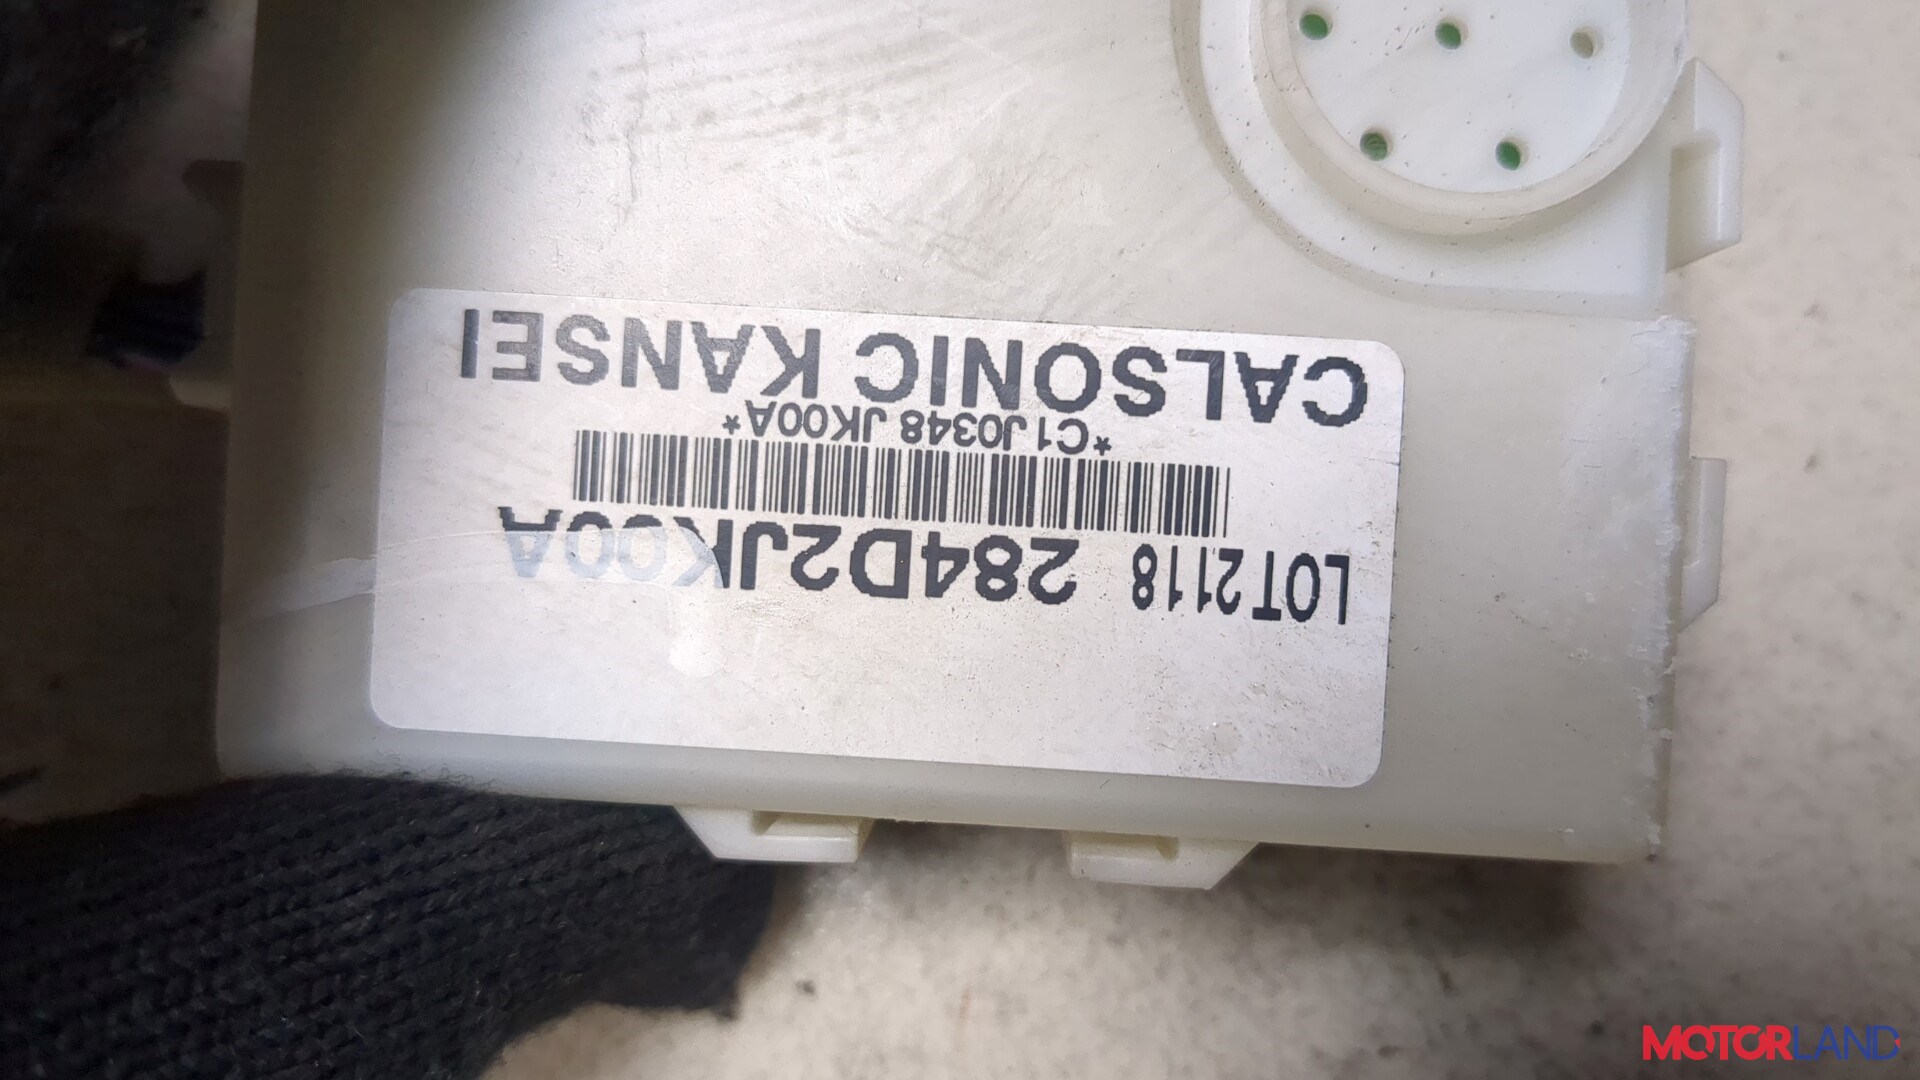 LOT2118 284D2JK00A
*C1J0348 JK00A*
CALSONIC KANSEI
MOTORLAND